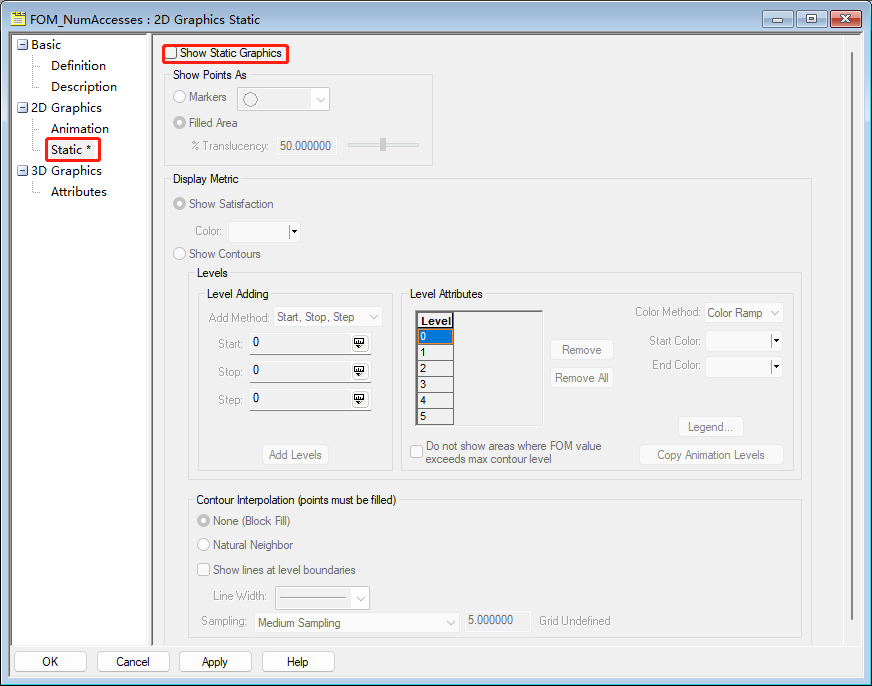 FOM_NumAccesses : 2D Graphics Static
Basic
Definition
Description
2D Graphics
Animation
Static *
3D Graphics
Attributes
Show Static Graphics
Show Points As
Markers
Filled Area
% Translucency: 50.000000
Display Metric
Show Satisfaction
Color:
Show Contours
Levels
Level Adding
Add Method: Start, Stop, Step
Start: 0
Stop: 0
Step: 0
Add Levels
Level Attributes
Level
0
1
2
3
4
5
Remove
Remove All
Do not show areas where FOM value
exceeds max contour level
Color Method: Color Ramp
Start Color:
End Color:
Legend...
Copy Animation Levels
Contour Interpolation (points must be filled)
None (Block Fill)
Natural Neighbor
Show lines at level boundaries
Line Width:
Sampling: Medium Sampling 5.000000 Grid Undefined
OK Cancel Apply Help